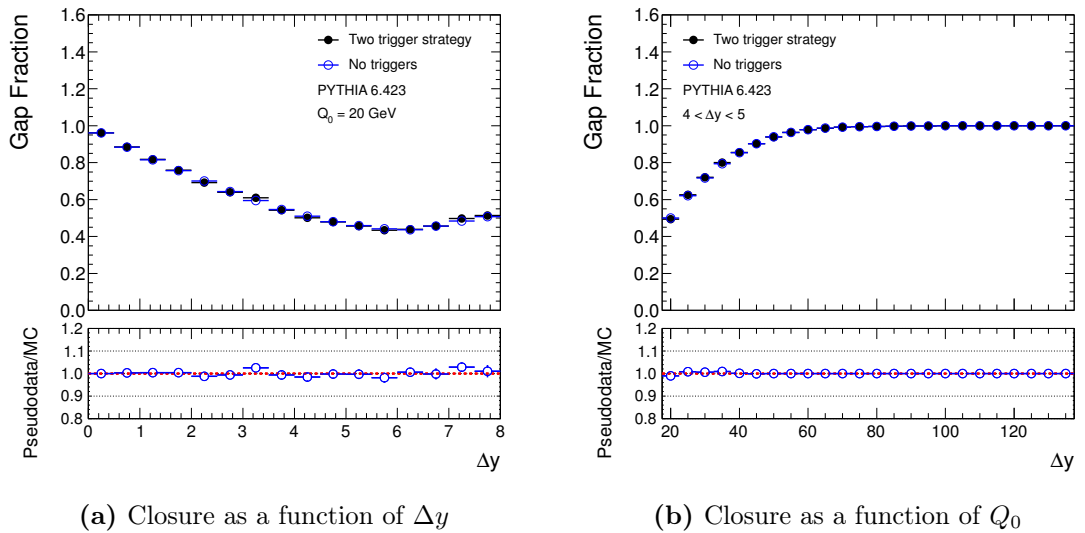 Gap Fraction
1.6
1.4
1.2
1.0
0.8
0.6
0.4
0.2
0.0
Two trigger strategy
No triggers
PYTHIA 6.423
Q₀ = 20 GeV
Pseudodata/MC
1.2
1.1
1.0
0.9
0.8
0 1 2 3 4 5 6 7 8
Δy
(a) Closure as a function of Δy
Gap Fraction
1.6
1.4
1.2
1.0
0.8
0.6
0.4
0.2
0.0
Two trigger strategy
No triggers
PYTHIA 6.423
4 < Δy < 5
Pseudodata/MC
1.2
1.1
1.0
0.9
0.8
20 40 60 80 100 120
Δy
(b) Closure as a function of Q₀